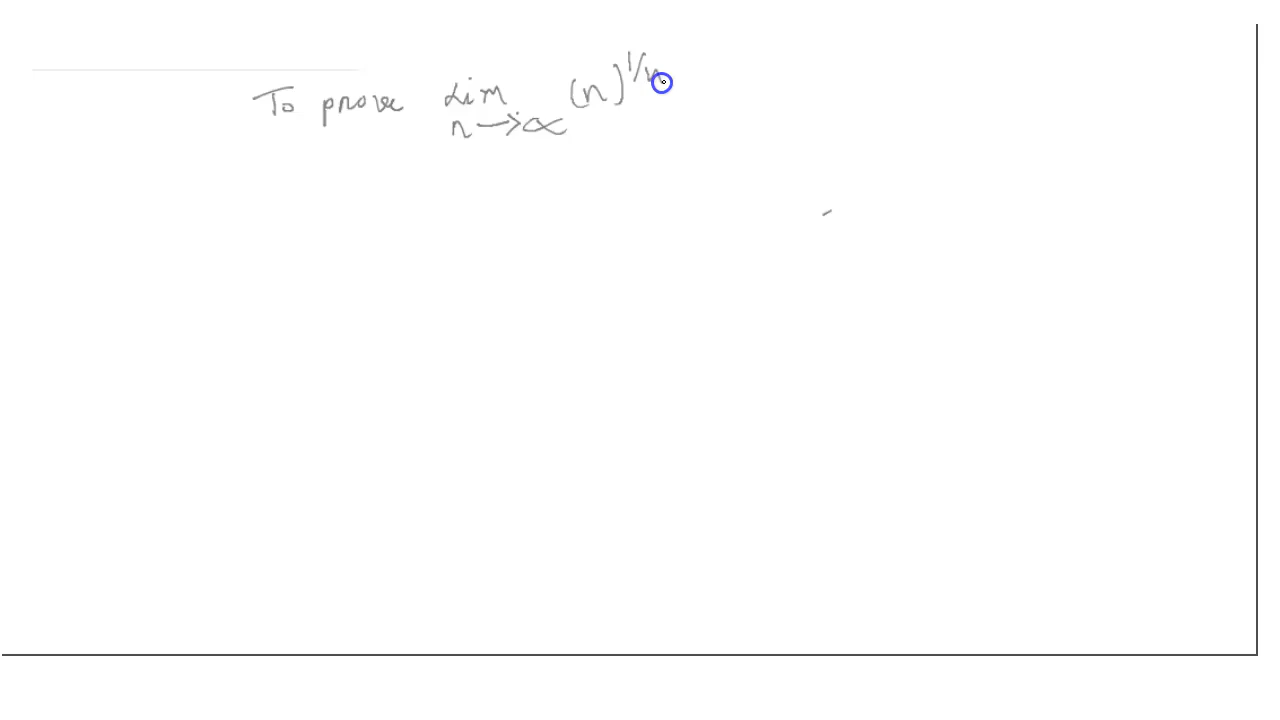 To prove Lim (n)^1/n
n→∞